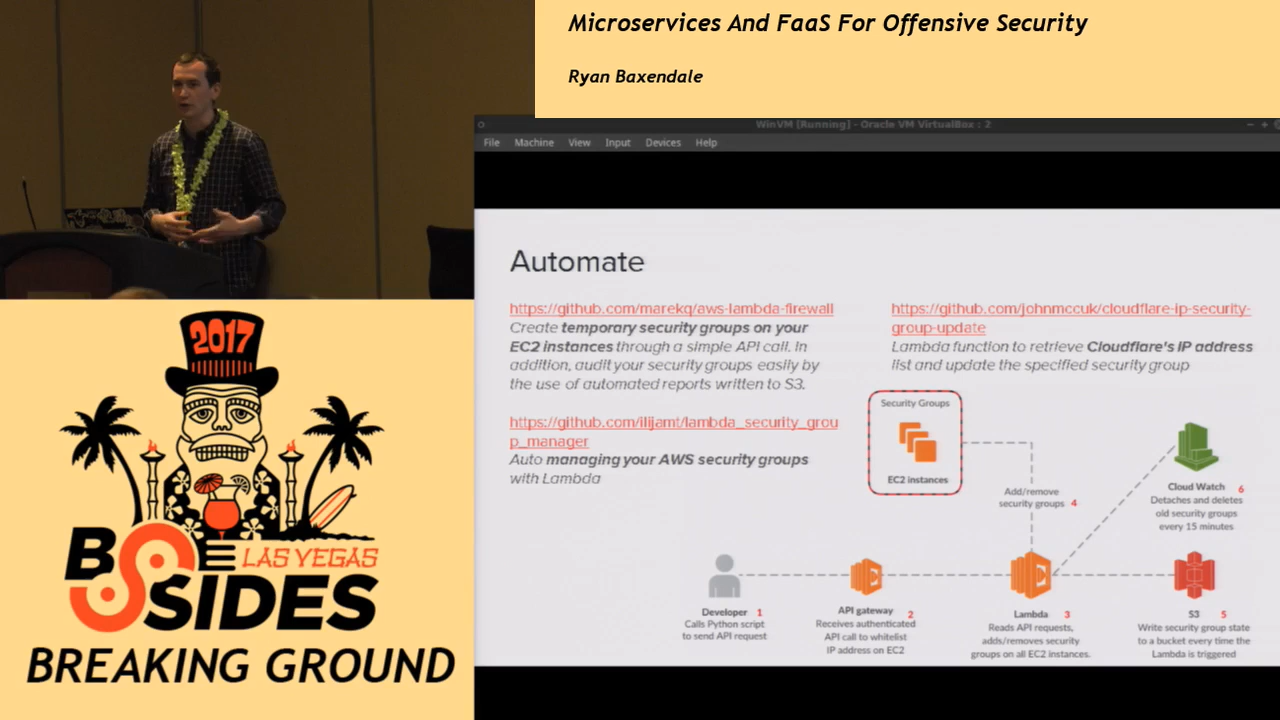 Microservices And FaaS For Offensive Security
Ryan Baxendale
WinVM [Running] - Oracle VM VirtualBox : 2
File Machine View Input Devices Help
Automate
https://github.com/marekq/aws-lambda-firewall
Create temporary security groups on your
EC2 instances through a simple API call. In
addition, audit your security groups easily by
the use of automated reports written to S3.
https://github.com/ilijamt/lambda_security_grou
p_manager
Auto managing your AWS security groups
with Lambda
https://github.com/johnmccuk/cloudflare-ip-security-
group-update
Lambda function to retrieve Cloudflare's IP address
list and update the specified security group
Security Groups
EC2 instances
Add/remove
security groups 4
Cloud Watch 6
Detaches and deletes
old security groups
every 15 minutes
Developer 1
Calls Python script
to send API request
API gateway 2
Receives authenticated
API call to whitelist
IP address on EC2
Lambda 3
Reads API requests,
adds/removes security
groups on all EC2 instances.
S3 5
Write security group state
to a bucket every time the
Lambda is triggered
2017
BSIDES
LAS VEGAS
BREAKING GROUND